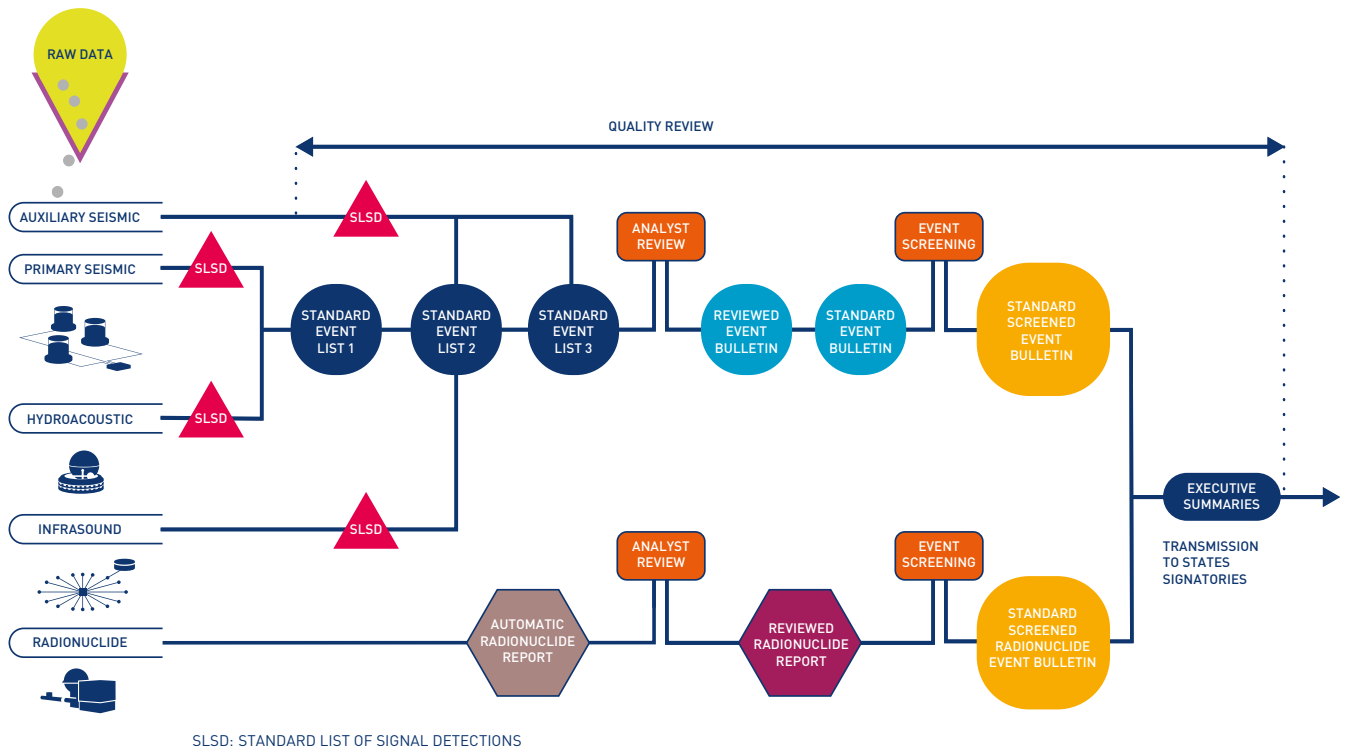 RAW DATA
QUALITY REVIEW
AUXILIARY SEISMIC
SLSD
ANALYST
REVIEW
EVENT
SCREENING
PRIMARY SEISMIC
SLSD
STANDARD
EVENT
LIST 1
STANDARD
EVENT
LIST 2
STANDARD
EVENT
LIST 3
REVIEWED
EVENT
BULLETIN
STANDARD
EVENT
BULLETIN
STANDARD
SCREENED
EVENT
BULLETIN
HYDROACOUSTIC
SLSD
INFRASOUND
SLSD
EXECUTIVE
SUMMARIES
TRANSMISSION
TO STATES
SIGNATORIES
ANALYST
REVIEW
EVENT
SCREENING
RADIONUCLIDE
AUTOMATIC
RADIONUCLIDE
REPORT
REVIEWED
RADIONUCLIDE
REPORT
STANDARD
SCREENED
RADIONUCLIDE
EVENT BULLETIN
SLSD: STANDARD LIST OF SIGNAL DETECTIONS